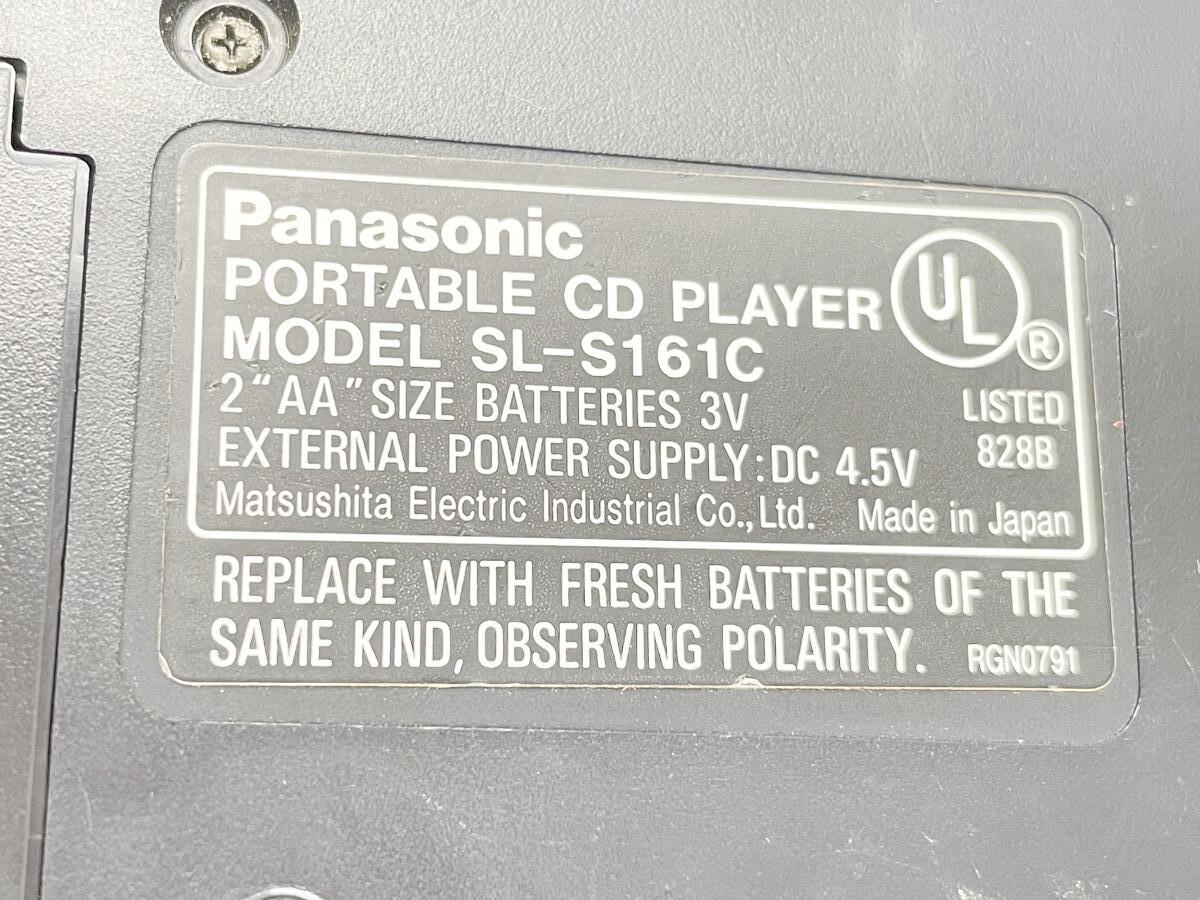 Panasonic
PORTABLE CD PLAYER
MODEL SL-S161C
2 “AA” SIZE BATTERIES 3V
EXTERNAL POWER SUPPLY:DC 4.5V
Matsushita Electric Industrial Co.,Ltd. Made in Japan
UL ®
LISTED
828B
REPLACE WITH FRESH BATTERIES OF THE
SAME KIND, OBSERVING POLARITY. RGN0791